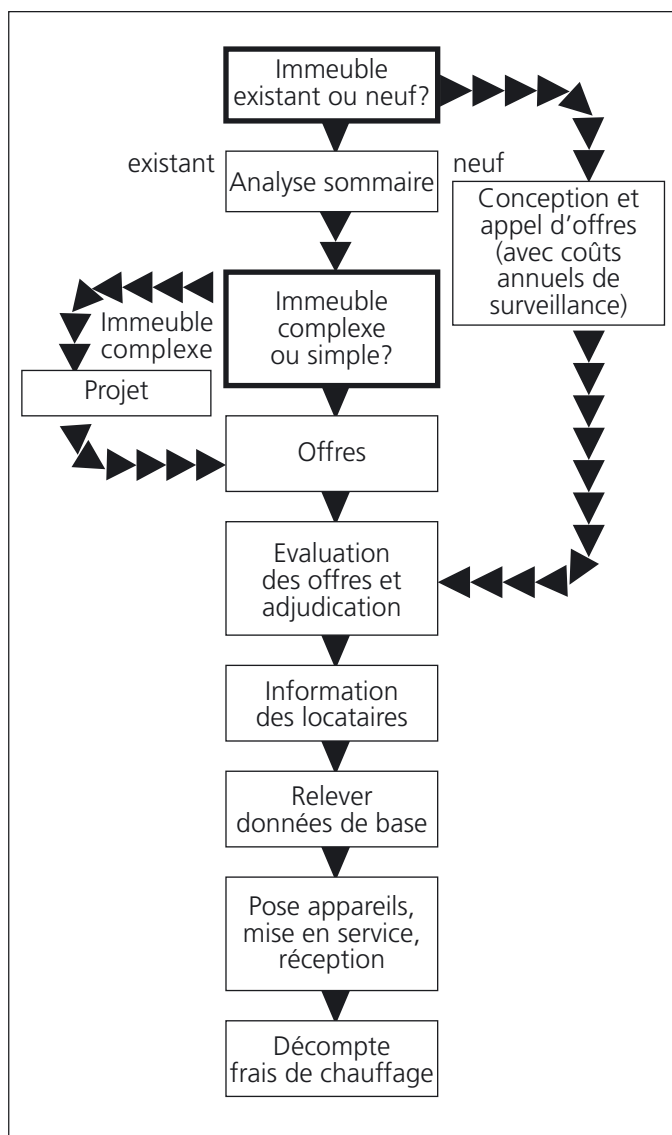 Immeuble
existant ou neuf?
existant
neuf
Analyse sommaire
Conception et
appel d'offres
(avec coûts
annuels de
surveillance)
Immeuble
complexe
ou simple?
Immeuble
complexe
Projet
Offres
Evaluation
des offres et
adjudication
Information
des locataires
Relever
données de base
Pose appareils,
mise en service,
réception
Décompte
frais de chauffage